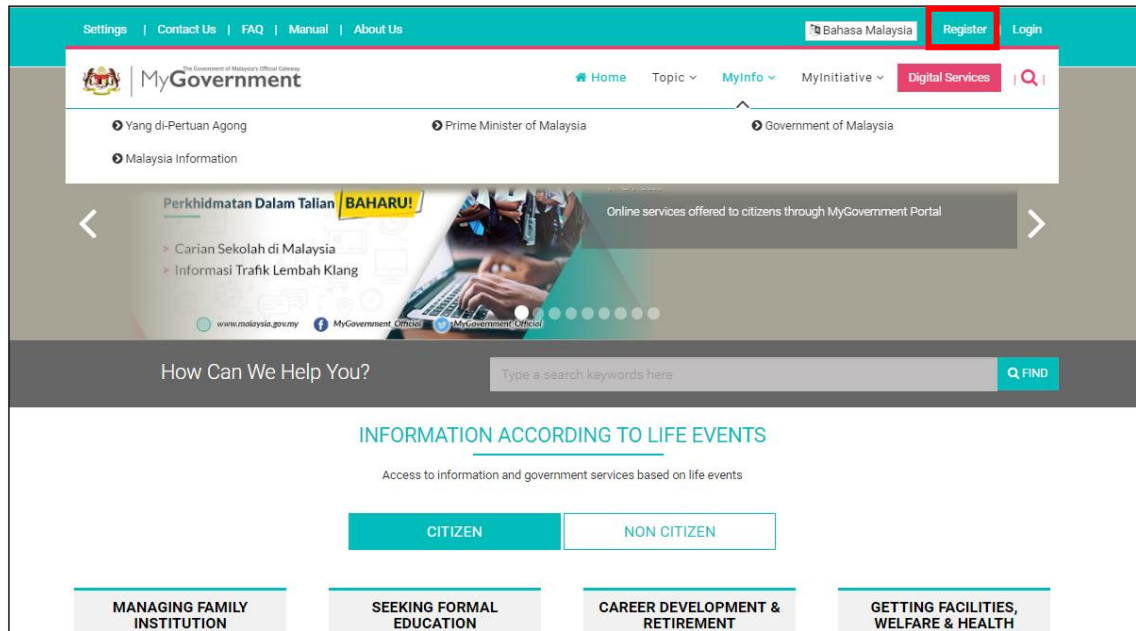 Settings | Contact Us | FAQ | Manual | About Us
Bahasa Malaysia Register | Login
The Government of Malaysia's Official Gateway
MyGovernment
Home Topic MyInfo MyInitiative Digital Services
Yang di-Pertuan Agong Prime Minister of Malaysia Government of Malaysia
Malaysia Information
Perkhidmatan Dalam Talian BAHARU!
Online services offered to citizens through MyGovernment Portal
> Carian Sekolah di Malaysia
> Informasi Trafik Lembah Klang
www.malaysia.gov.my MyGovernment_Official MyGovernment Official
How Can We Help You? Type a search keywords here FIND
INFORMATION ACCORDING TO LIFE EVENTS
Access to information and government services based on life events
CITIZEN NON CITIZEN
MANAGING FAMILY
INSTITUTION
SEEKING FORMAL
EDUCATION
CAREER DEVELOPMENT &
RETIREMENT
GETTING FACILITIES,
WELFARE & HEALTH